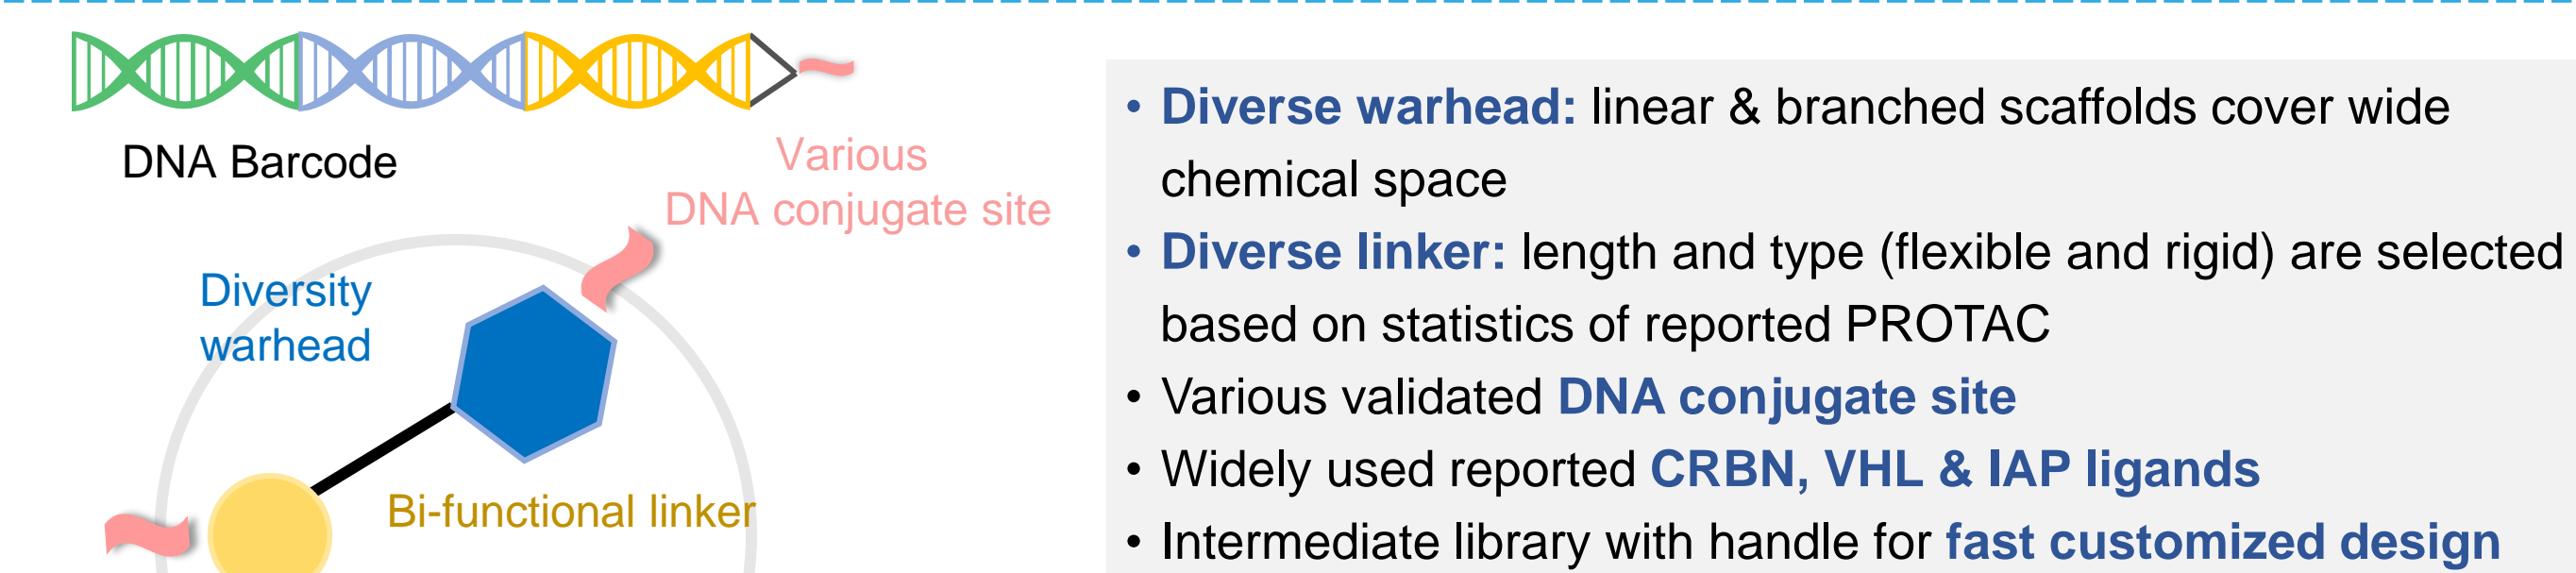 DNA Barcode
Various
DNA conjugate site
Diversity
warhead
Bi-functional linker
• Diverse warhead: linear & branched scaffolds cover wide
chemical space
• Diverse linker: length and type (flexible and rigid) are selected
based on statistics of reported PROTAC
• Various validated DNA conjugate site
• Widely used reported CRBN, VHL & IAP ligands
• Intermediate library with handle for fast customized design